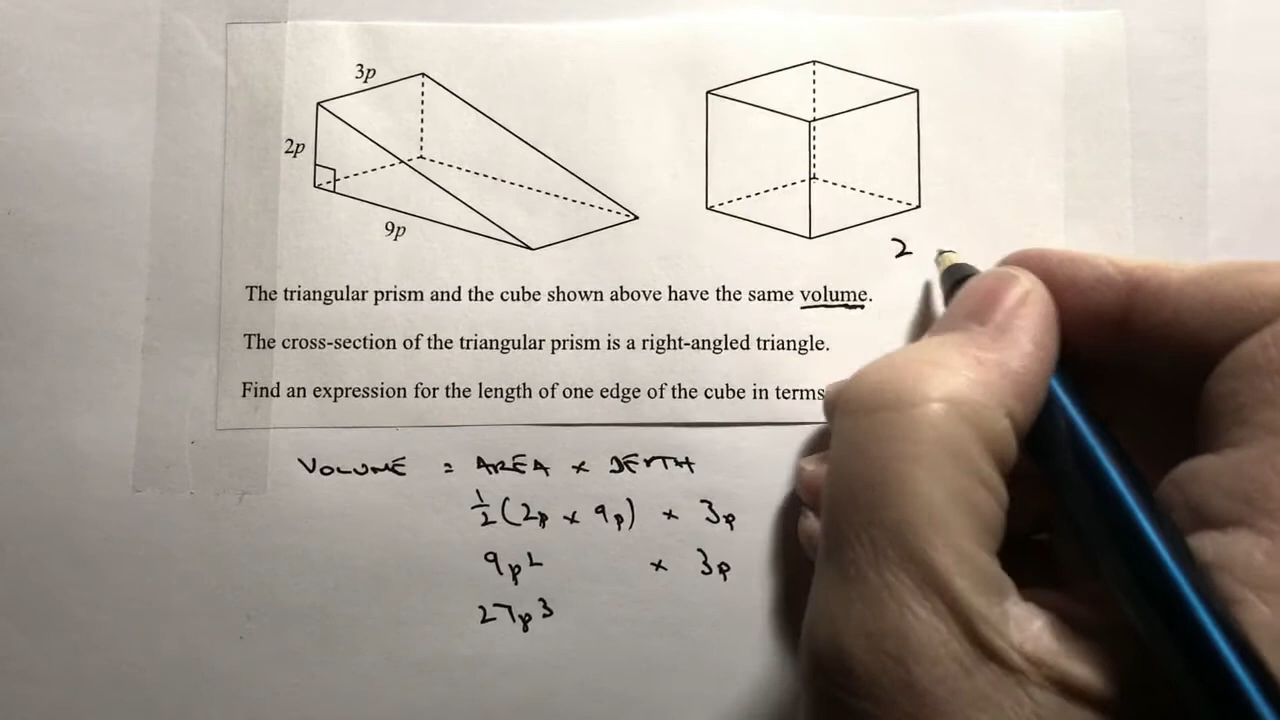 3p
2p
9p
2
The triangular prism and the cube shown above have the same volume.
The cross-section of the triangular prism is a right-angled triangle.
Find an expression for the length of one edge of the cube in terms
VOLUME = AREA × DEPTH
½(2p × 9p) × 3p
9p² × 3p
27p³